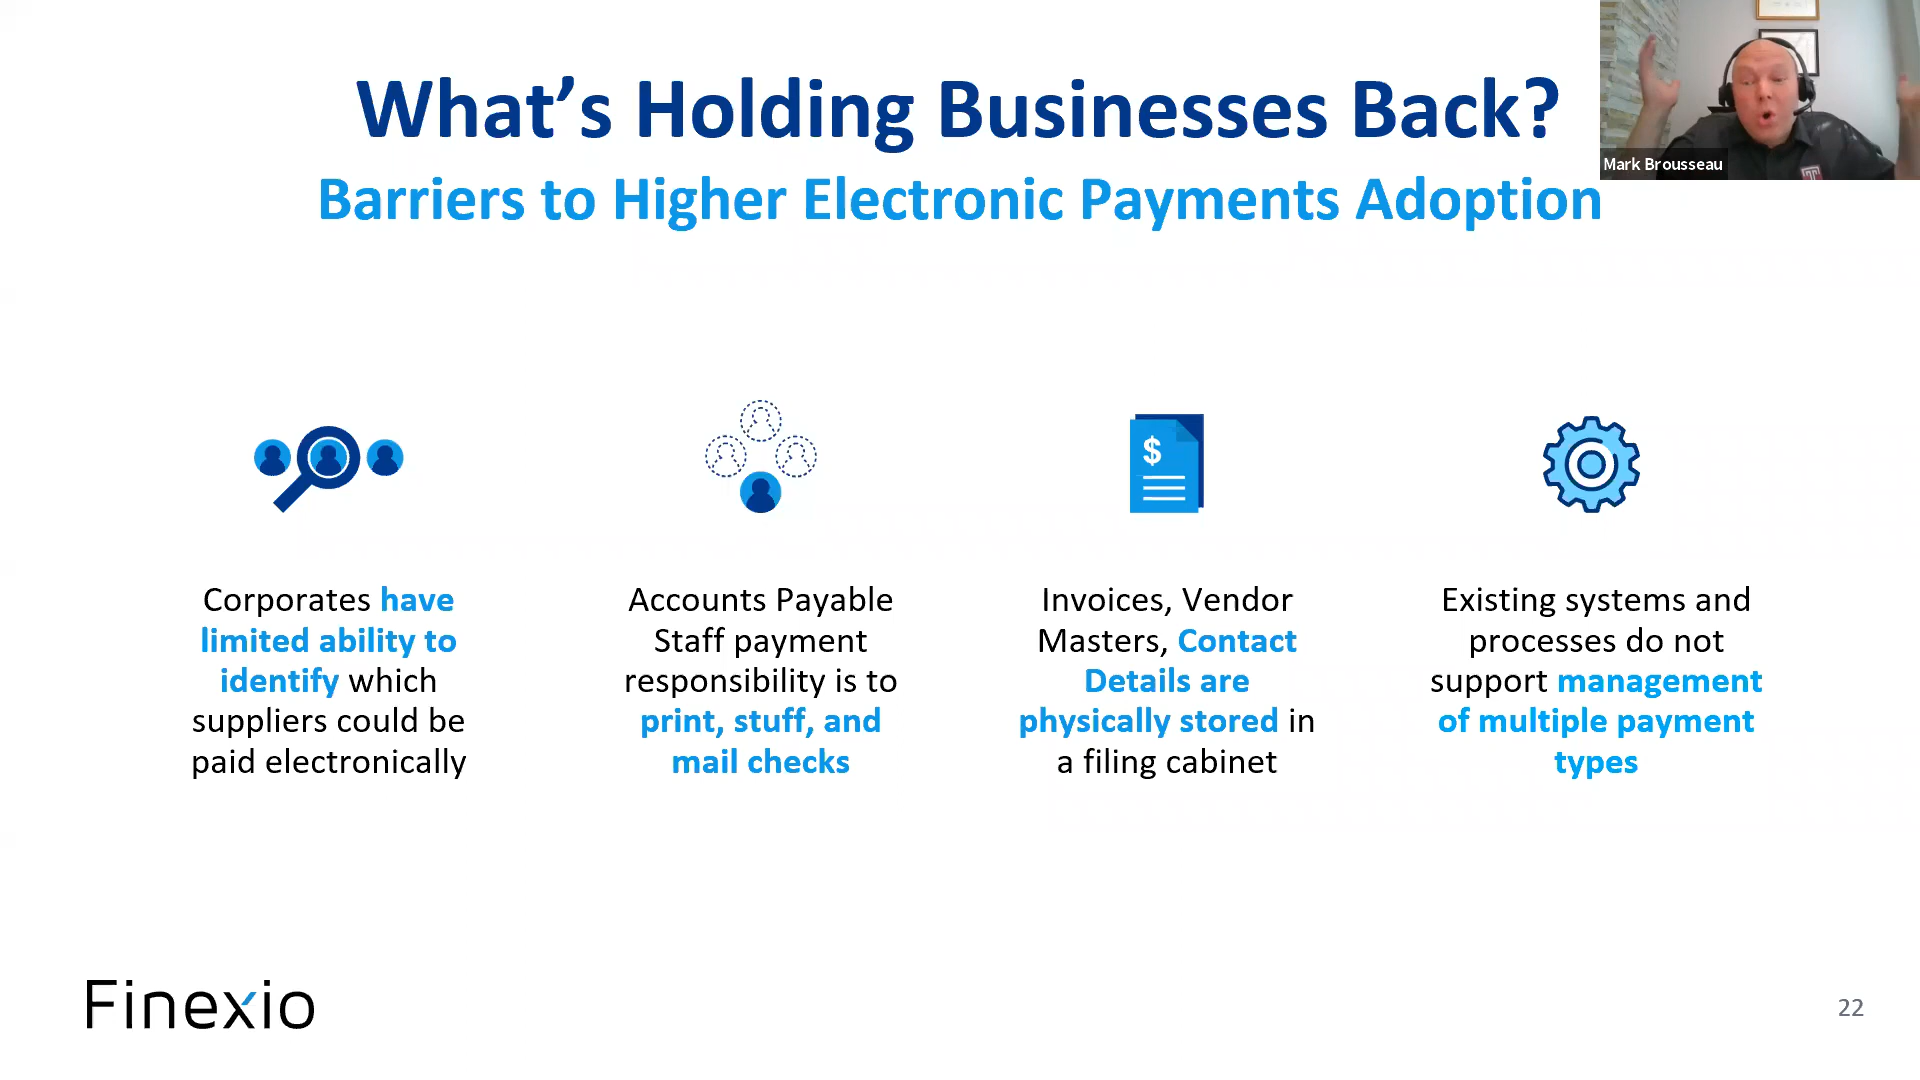 What’s Holding Businesses Back?
Barriers to Higher Electronic Payments Adoption
Mark Brousseau
$
Corporates have
limited ability to
identify which
suppliers could be
paid electronically
Accounts Payable
Staff payment
responsibility is to
print, stuff, and
mail checks
Invoices, Vendor
Masters, Contact
Details are
physically stored in
a filing cabinet
Existing systems and
processes do not
support management
of multiple payment
types
Finexio
22